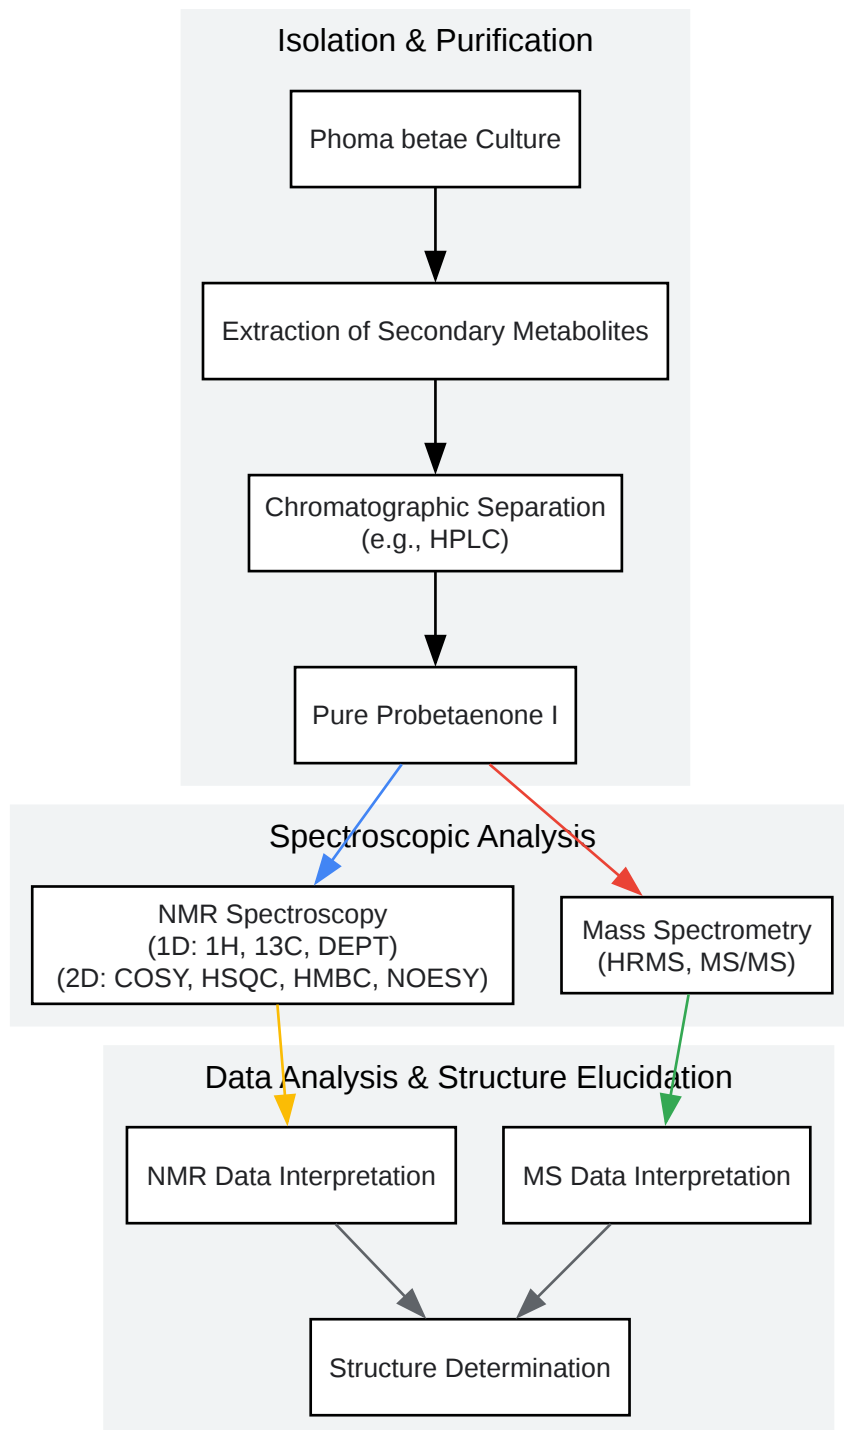 Isolation & Purification
Phoma betae Culture
Extraction of Secondary Metabolites
Chromatographic Separation
(e.g., HPLC)
Pure Probetaenone I
Spectroscopic Analysis
NMR Spectroscopy
(1D: 1H, 13C, DEPT)
(2D: COSY, HSQC, HMBC, NOESY)
Mass Spectrometry
(HRMS, MS/MS)
Data Analysis & Structure Elucidation
NMR Data Interpretation
MS Data Interpretation
Structure Determination